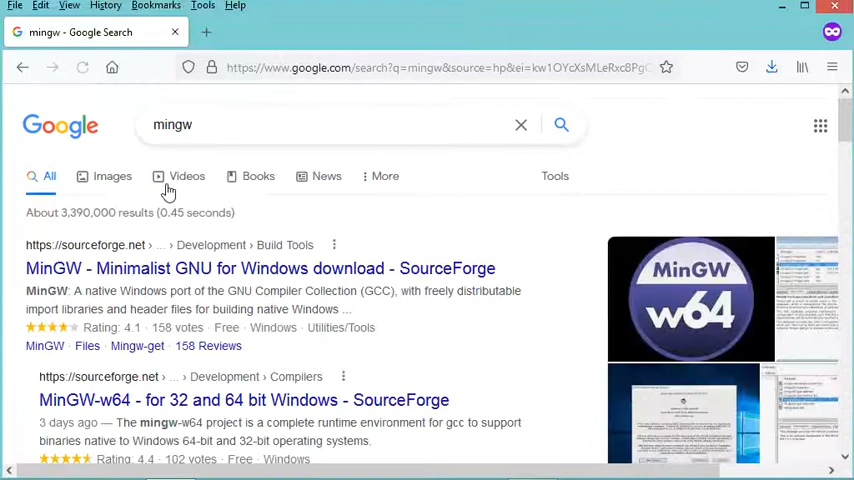 File Edit View History Bookmarks Tools Help
mingw - Google Search
https://www.google.com/search?q=mingw&source=hp&ei=kw1OYcXsMLeRxc8PgC
Google
mingw
All Images Videos Books News More Tools
About 3,390,000 results (0.45 seconds)
https://sourceforge.net › ... › Development › Build Tools
MinGW - Minimalist GNU for Windows download - SourceForge
MinGW: A native Windows port of the GNU Compiler Collection (GCC), with freely distributable
import libraries and header files for building native Windows ...
Rating: 4.1 · 158 votes · Free · Windows · Utilities/Tools
MinGW · Files · Mingw-get · 158 Reviews
https://sourceforge.net › ... › Development › Compilers
MinGW-w64 - for 32 and 64 bit Windows - SourceForge
3 days ago — The mingw-w64 project is a complete runtime environment for gcc to support
binaries native to Windows 64-bit and 32-bit operating systems.
Rating: 4.4 · 102 votes · Free · Windows
MinGW
w64